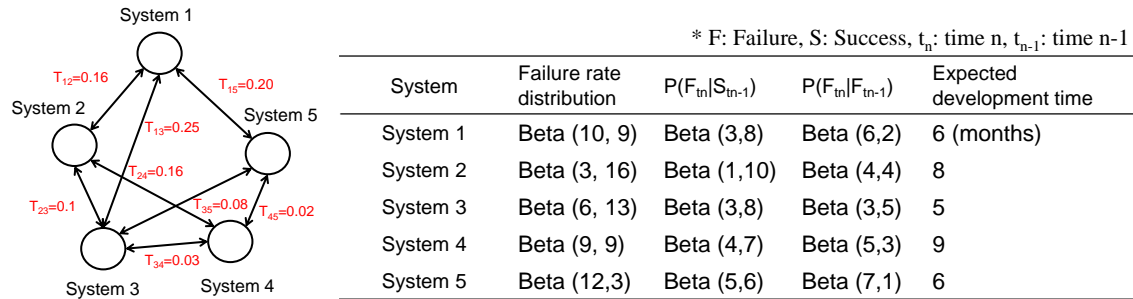 System 1
T12=0.16
T15=0.20
System 2
System 5
T13=0.25
T24=0.16
T23=0.1
T35=0.08
T45=0.02
T34=0.03
System 3
System 4
* F: Failure, S: Success, tn: time n, tn-1: time n-1
System Failure rate distribution P(Ftn|Stn-1) P(Ftn|Ftn-1) Expected development time
System 1 Beta (10, 9) Beta (3,8) Beta (6,2) 6 (months)
System 2 Beta (3, 16) Beta (1,10) Beta (4,4) 8
System 3 Beta (6, 13) Beta (3,8) Beta (3,5) 5
System 4 Beta (9, 9) Beta (4,7) Beta (5,3) 9
System 5 Beta (12,3) Beta (5,6) Beta (7,1) 6